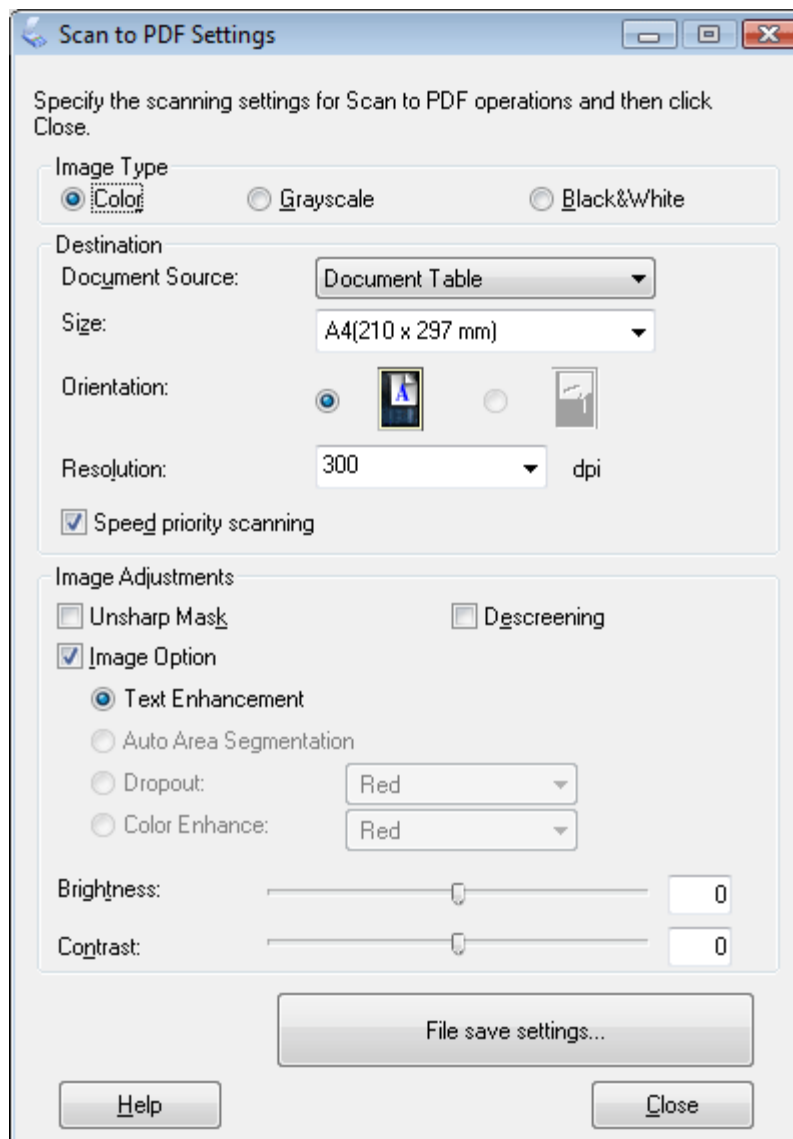 Scan to PDF Settings
Specify the scanning settings for Scan to PDF operations and then click
Close.
Image Type
Color Grayscale Black&White
Destination
Document Source: Document Table
Size: A4(210 x 297 mm)
Orientation: A
Resolution: 300 dpi
Speed priority scanning
Image Adjustments
Unsharp Mask Descreening
Image Option
Text Enhancement
Auto Area Segmentation
Dropout: Red
Color Enhance: Red
Brightness: 0
Contrast: 0
File save settings...
Help Close